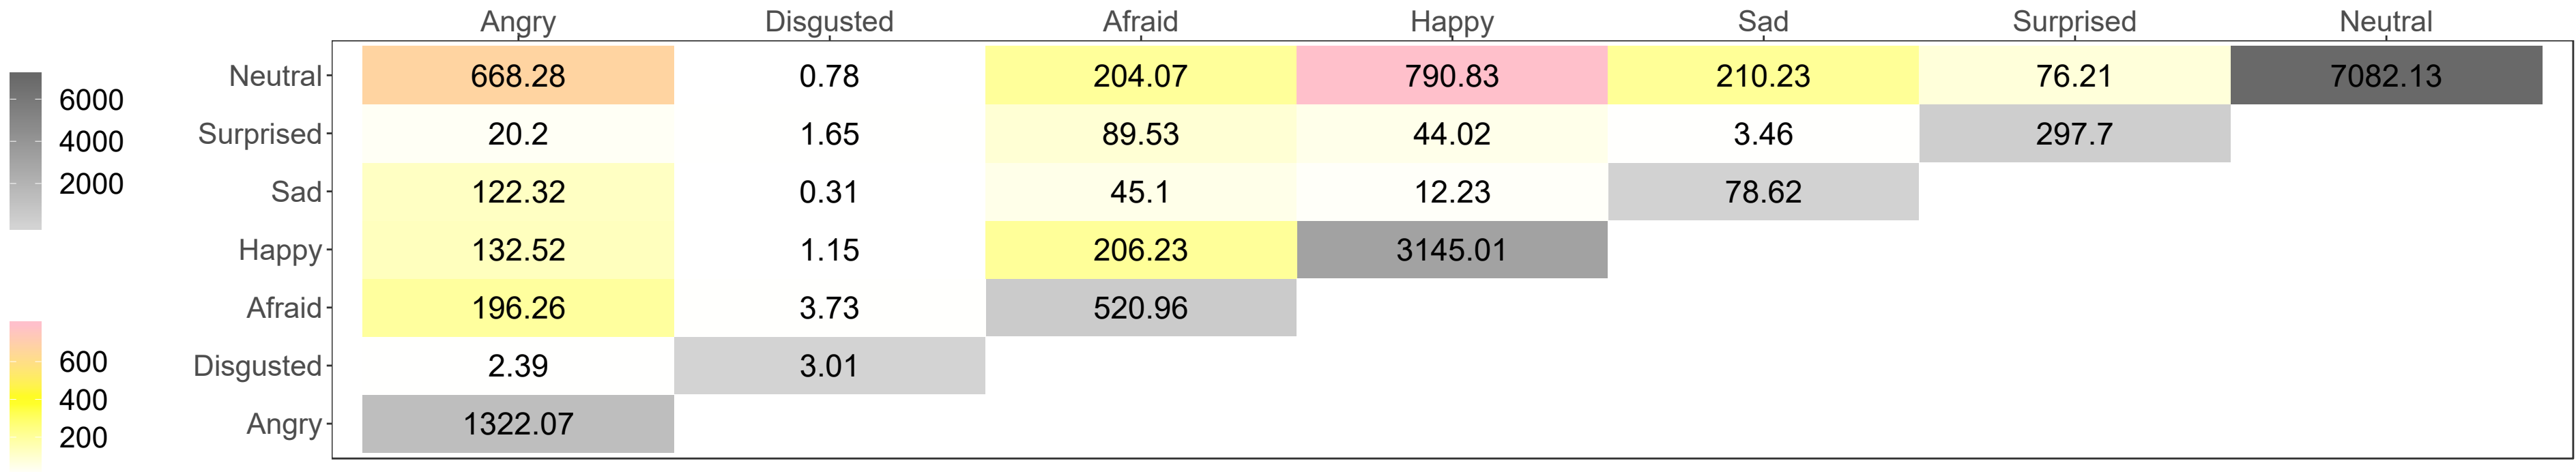 Angry Disgusted Afraid Happy Sad Surprised Neutral
Neutral 668.28 0.78 204.07 790.83 210.23 76.21 7082.13
Surprised 20.2 1.65 89.53 44.02 3.46 297.7
Sad 122.32 0.31 45.1 12.23 78.62
Happy 132.52 1.15 206.23 3145.01
Afraid 196.26 3.73 520.96
Disgusted 2.39 3.01
Angry 1322.07
6000
4000
2000
600
400
200